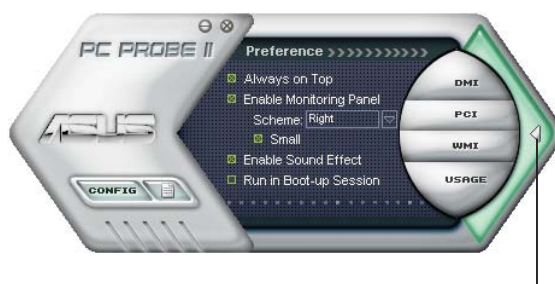 PC PROBE II
ASUS
CONFIG
Preference >>>>>>>>>>>
Always on Top
Enable Monitoring Panel
Scheme: Right
Small
Enable Sound Effect
Run in Boot-up Session
DMI
PCI
WMI
USAGE